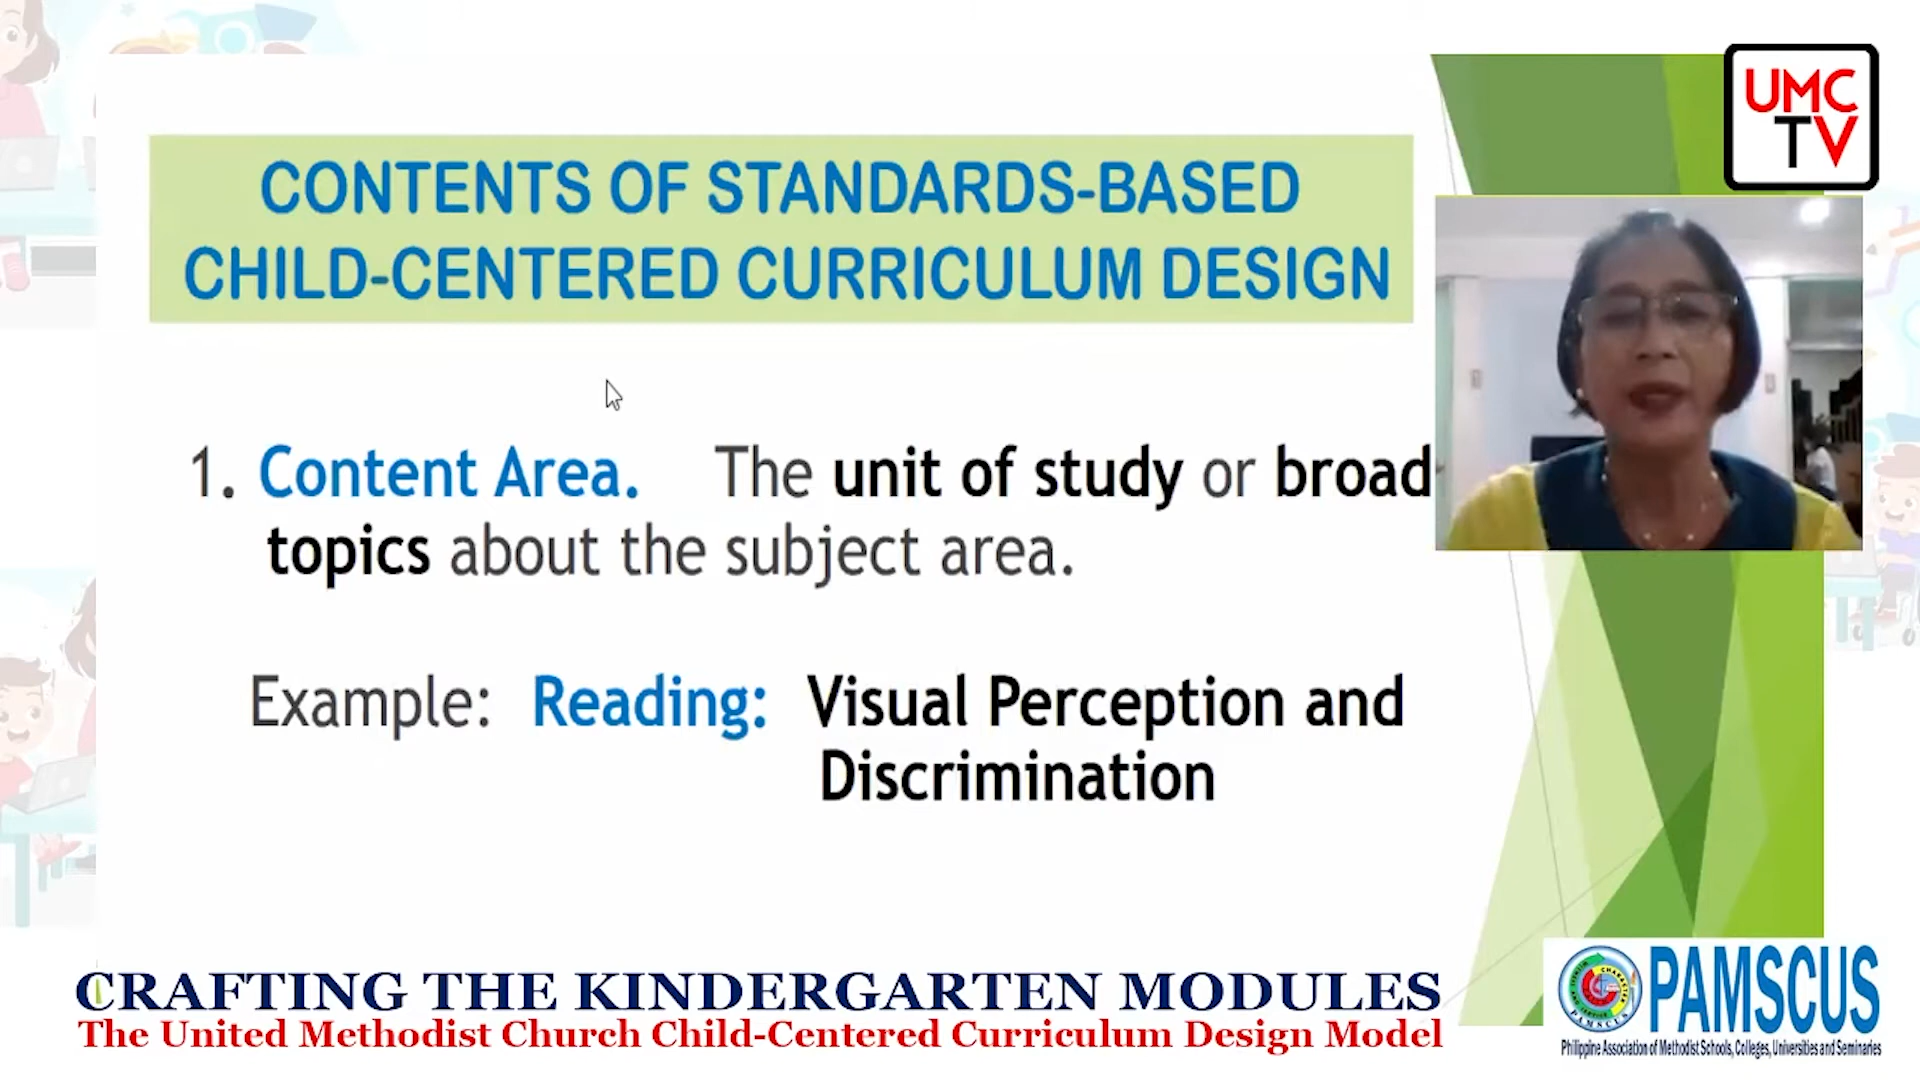 UMC
TV
CONTENTS OF STANDARDS-BASED
CHILD-CENTERED CURRICULUM DESIGN
1. Content Area. The unit of study or broad
topics about the subject area.
Example: Reading: Visual Perception and
Discrimination
CRAFTING THE KINDERGARTEN MODULES
The United Methodist Church Child-Centered Curriculum Design Model
PAMSCUS
Philippine Association of Methodist Schools, Colleges, Universities and Seminaries